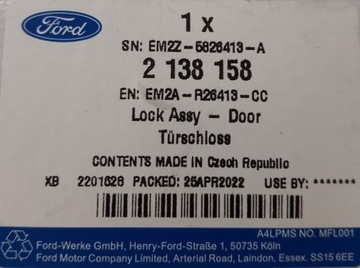 Ford
1 x
SN: EM2Z-5826413-A
2 138 158
EN: EM2A-R26413-CC
Lock Assy - Door
Türschloss
CONTENTS MADE IN Czech Republic
XB 2201528 PACKED: 25APR2022 USE BY: *******
A4LPMS NO. MFL001
Ford-Werke GmbH, Henry-Ford-Straße 1, 50735 Köln
Ford Motor Company Limited, Arterial Road, Laindon, Essex. SS15 6EE